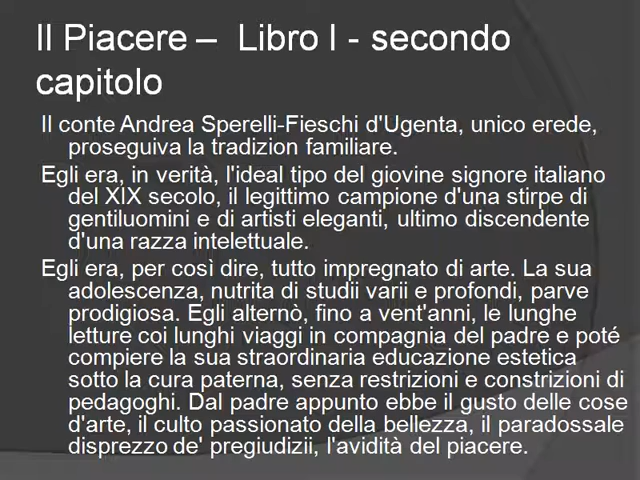 Il Piacere –  Libro I - secondo
capitolo
Il conte Andrea Sperelli-Fieschi d'Ugenta, unico erede,
proseguiva la tradizion familiare.
Egli era, in verità, l'ideal tipo del giovine signore italiano
del XIX secolo, il legittimo campione d'una stirpe di
gentiluomini e di artisti eleganti, ultimo discendente
d'una razza intelettuale.
Egli era, per così dire, tutto impregnato di arte. La sua
adolescenza, nutrita di studii varii e profondi, parve
prodigiosa. Egli alternò, fino a vent'anni, le lunghe
letture coi lunghi viaggi in compagnia del padre e poté
compiere la sua straordinaria educazione estetica
sotto la cura paterna, senza restrizioni e constrizioni di
pedagoghi. Dal padre appunto ebbe il gusto delle cose
d'arte, il culto passionato della bellezza, il paradossale
disprezzo de' pregiudizii, l'avidità del piacere.